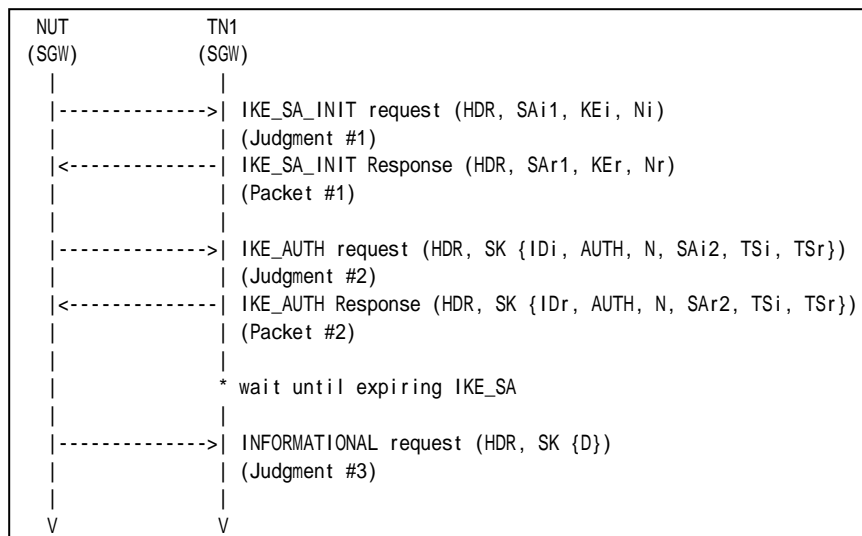 NUT TN1
(SGW) (SGW)
| |
|-------------->| IKE_SA_INIT request (HDR, SAi1, KEi, Ni)
| | (Judgment #1)
|<--------------| IKE_SA_INIT Response (HDR, SAr1, KEr, Nr)
| | (Packet #1)
| |
|-------------->| IKE_AUTH request (HDR, SK {IDi, AUTH, N, SAi2, TSi, TSr})
| | (Judgment #2)
|<--------------| IKE_AUTH Response (HDR, SK {IDr, AUTH, N, SAr2, TSi, TSr})
| | (Packet #2)
| |
| * wait until expiring IKE_SA
| |
|-------------->| INFORMATIONAL request (HDR, SK {D})
| | (Judgment #3)
| |
V V